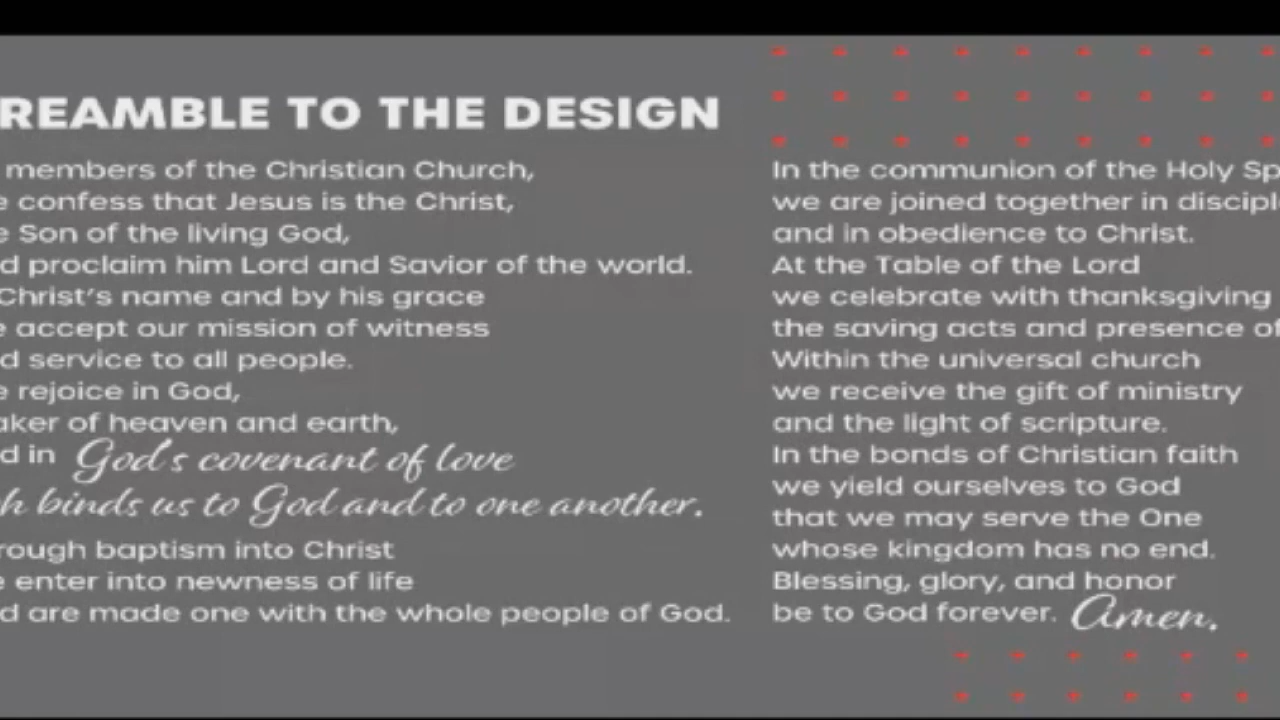 REAMBLE TO THE DESIGN
members of the Christian Church,
e confess that Jesus is the Christ,
e Son of the living God,
d proclaim him Lord and Savior of the world.
Christ's name and by his grace
e accept our mission of witness
d service to all people.
e rejoice in God,
aker of heaven and earth,
d in God's covenant of love
h binds us to God and to one another.
rough baptism into Christ
e enter into newness of life
d are made one with the whole people of God.
In the communion of the Holy Sp
we are joined together in discipl
and in obedience to Christ.
At the Table of the Lord
we celebrate with thanksgiving
the saving acts and presence of
Within the universal church
we receive the gift of ministry
and the light of scripture.
In the bonds of Christian faith
we yield ourselves to God
that we may serve the One
whose kingdom has no end.
Blessing, glory, and honor
be to God forever. Amen.